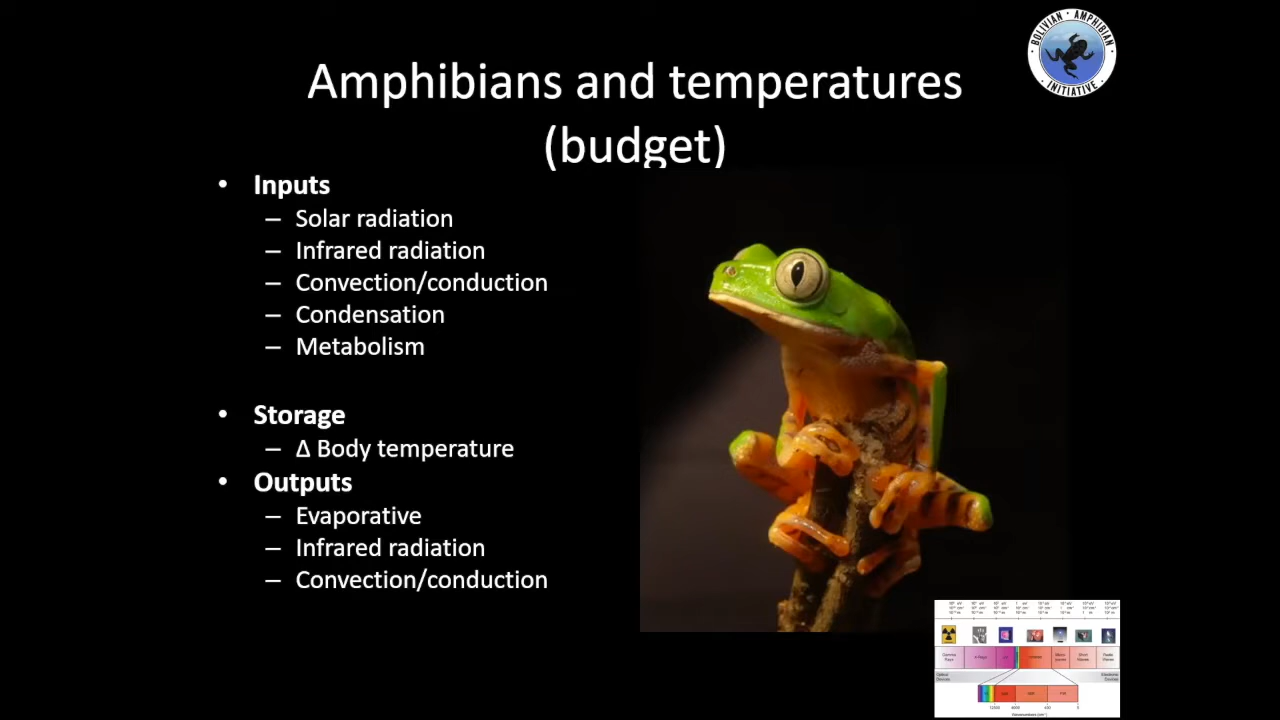 BOLIVIAN · AMPHIBIAN
INITIATIVE
Amphibians and temperatures
(budget)
• Inputs
– Solar radiation
– Infrared radiation
– Convection/conduction
– Condensation
– Metabolism
• Storage
– Δ Body temperature
• Outputs
– Evaporative
– Infrared radiation
– Convection/conduction